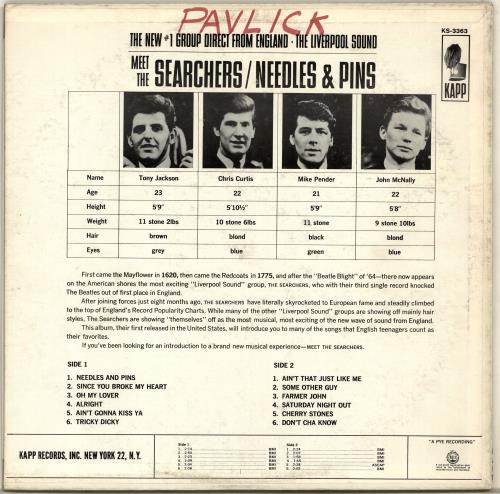 PAVLICK
THE NEW #1 GROUP DIRECT FROM ENGLAND · THE LIVERPOOL SOUND
KS-3363
MEET THE SEARCHERS / NEEDLES & PINS
KAPP
Name Tony Jackson Chris Curtis Mike Pender John McNally
Age 23 22 21 22
Height 5'9" 5'10½" 5'9" 5'8"
Weight 11 stone 2lbs 10 stone 6lbs 11 stone 9 stone 10lbs
Hair brown blond black blond
Eyes grey blue green blue
First came the Mayflower in 1620, then came the Redcoats in 1775, and after the "Beatle Blight" of '64—there now appears
on the American shores the most exciting "Liverpool Sound" group, THE SEARCHERS, who with their third single record knocked
The Beatles out of first place in England.
After joining forces just eight months ago, THE SEARCHERS have literally skyrocketed to European fame and steadily climbed
to the top of England's Record Popularity Charts. While many of the other "Liverpool Sound" groups are showing off mainly hair
styles, The Searchers are showing "themselves" off as the most musical, most exciting of the new wave of sound from England.
This album, their first released in the United States, will introduce you to many of the songs that English teenagers count as
their favorites.
If you've been looking for an introduction to a brand new musical experience—MEET THE SEARCHERS.
SIDE 1
1. NEEDLES AND PINS
2. SINCE YOU BROKE MY HEART
3. OH MY LOVER
4. ALRIGHT
5. AIN'T GONNA KISS YA
6. TRICKY DICKY
SIDE 2
1. AIN'T THAT JUST LIKE ME
2. SOME OTHER GUY
3. FARMER JOHN
4. SATURDAY NIGHT OUT
5. CHERRY STONES
6. DON'T CHA KNOW
KAPP RECORDS, INC. NEW YORK 22, N.Y.
Side 1
Side 2
"A PYE RECORDING"